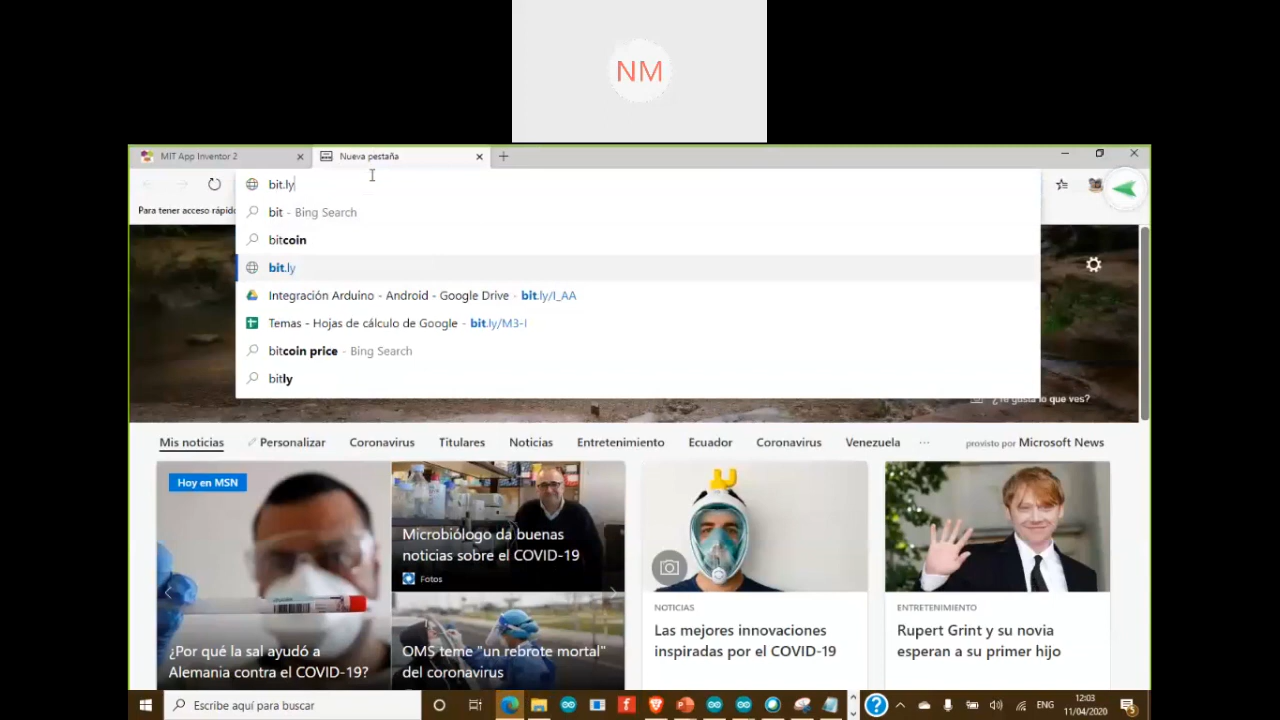 NM
MIT App Inventor 2
Nueva pestaña
bit.ly
Para tener acceso rápid
bit - Bing Search
bitcoin
bit.ly
Integración Arduino - Android - Google Drive - bit.ly/I_AA
Temas - Hojas de cálculo de Google - bit.ly/M3-I
bitcoin price - Bing Search
bitly
¿Te gusta lo que ves?
Mis noticias
Personalizar
Coronavirus
Titulares
Noticias
Entretenimiento
Ecuador
Coronavirus
Venezuela
...
provisto por Microsoft News
Hoy en MSN
¿Por qué la sal ayudó a
Alemania contra el COVID-19?
Microbiólogo da buenas
noticias sobre el COVID-19
Fotos
OMS teme "un rebrote mortal"
del coronavirus
NOTICIAS
Las mejores innovaciones
inspiradas por el COVID-19
ENTRETENIMIENTO
Rupert Grint y su novia
esperan a su primer hijo
Escribe aquí para buscar
ENG
12:03
11/04/2020
5